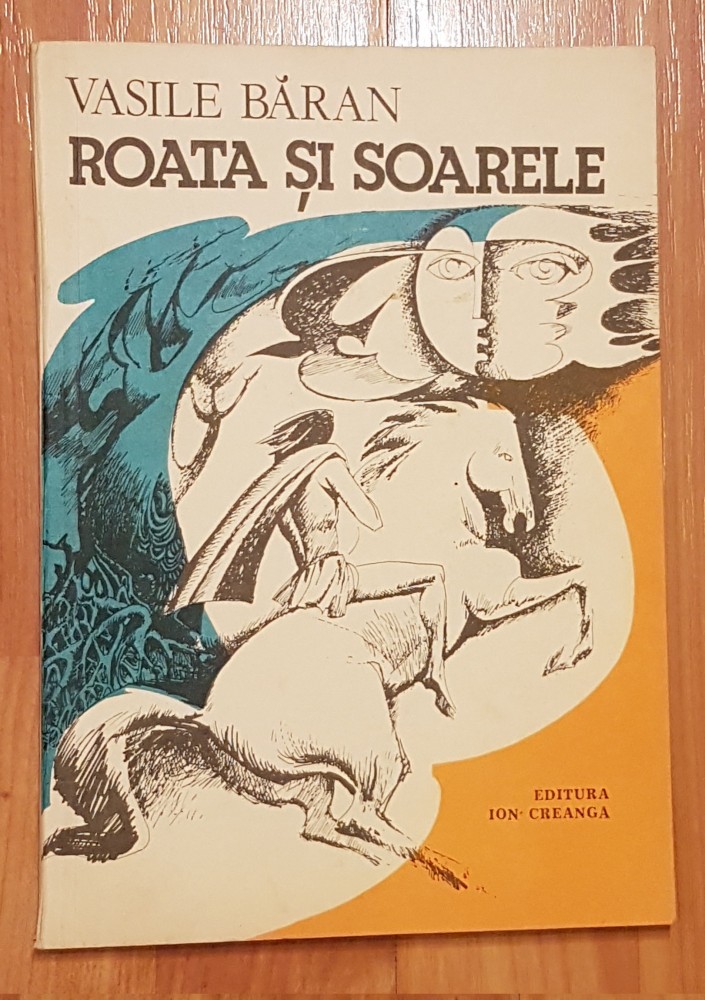 VASILE BĂRAN
ROATA ȘI SOARELE
EDITURA
ION CREANGA